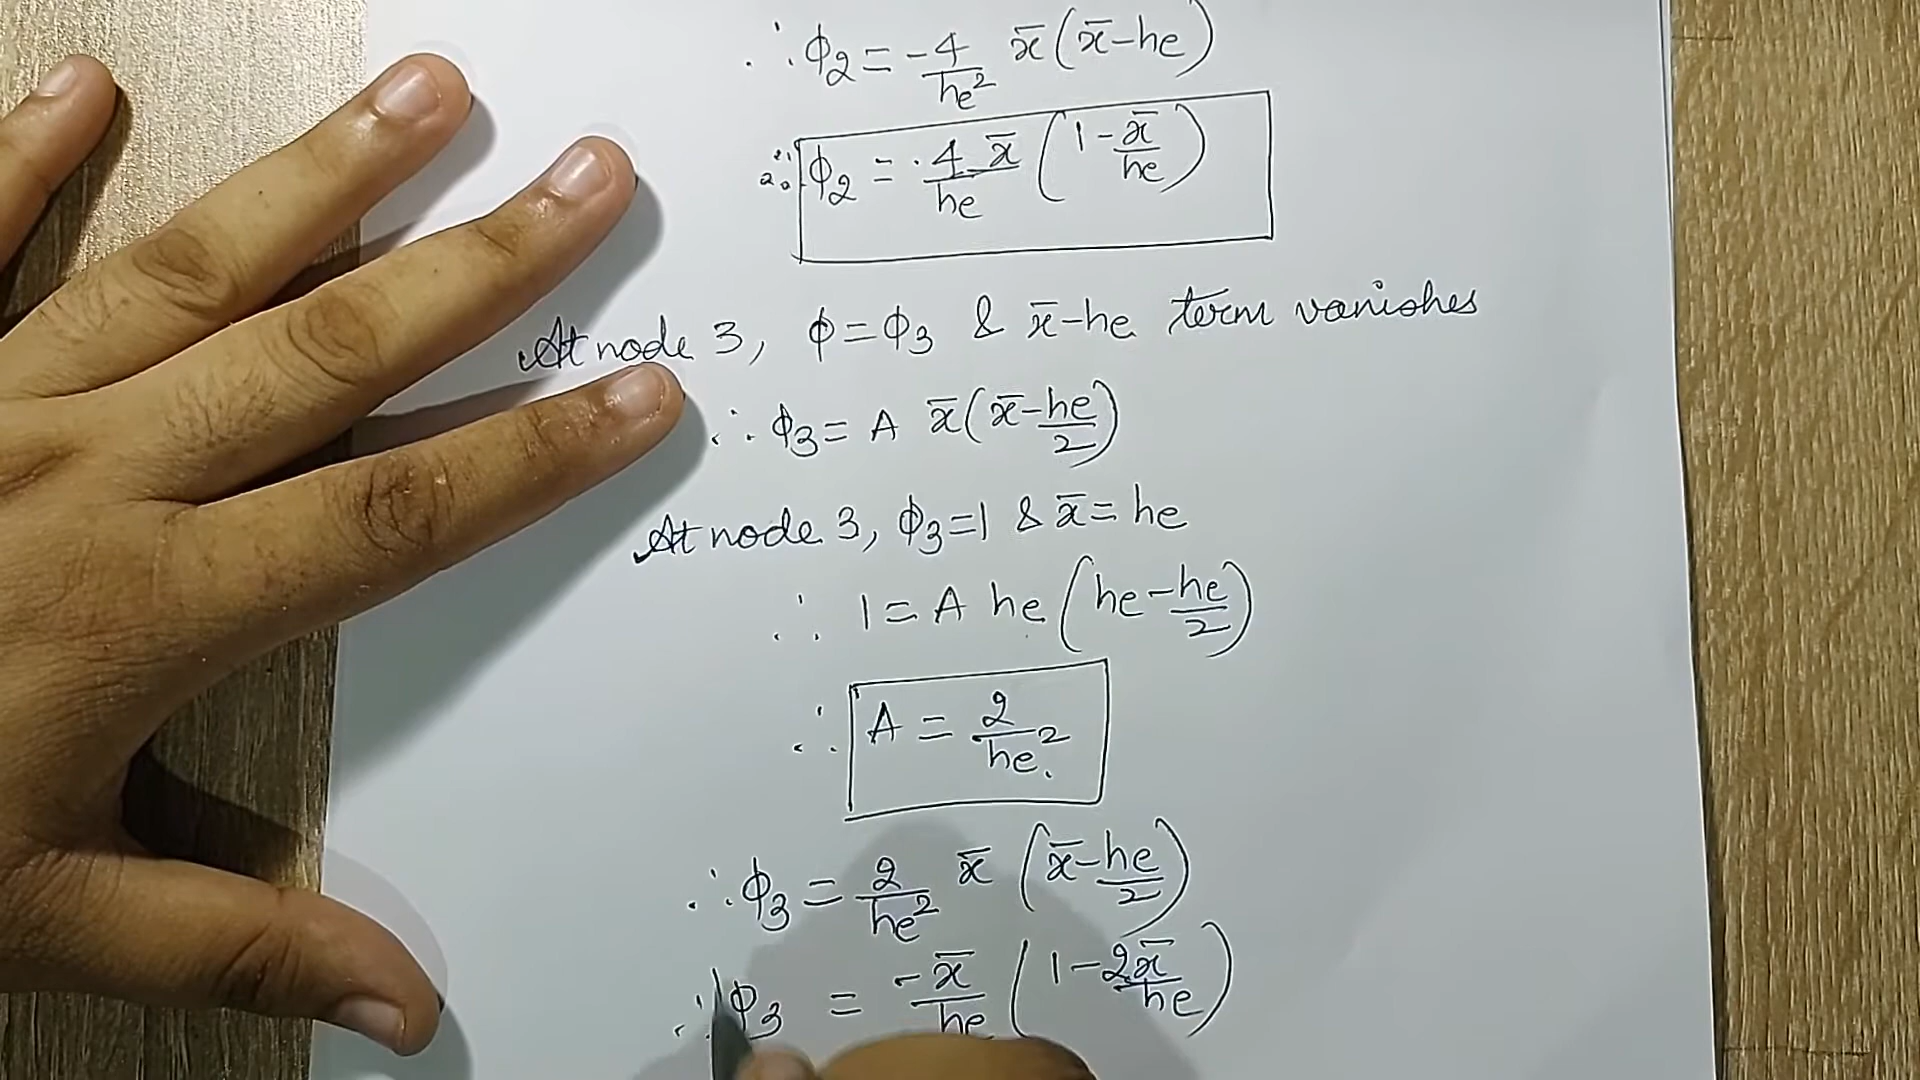 ∴ ϕ₂ = -4/he² x̄ (x̄ - he)
ϕ₂ = 4 x̄/he (1 - x̄/he)
At node 3, ϕ = ϕ₃ & x̄-he term vanishes
∴ ϕ₃ = A x̄ (x̄ - he/2)
At node 3, ϕ₃ = 1 & x̄ = he
∴ 1 = A he (he - he/2)
∴ A = 2/he²
∴ ϕ₃ = 2/he² x̄ (x̄ - he/2)
∴ ϕ₃ = -x̄/he (1 - 2x̄/he)